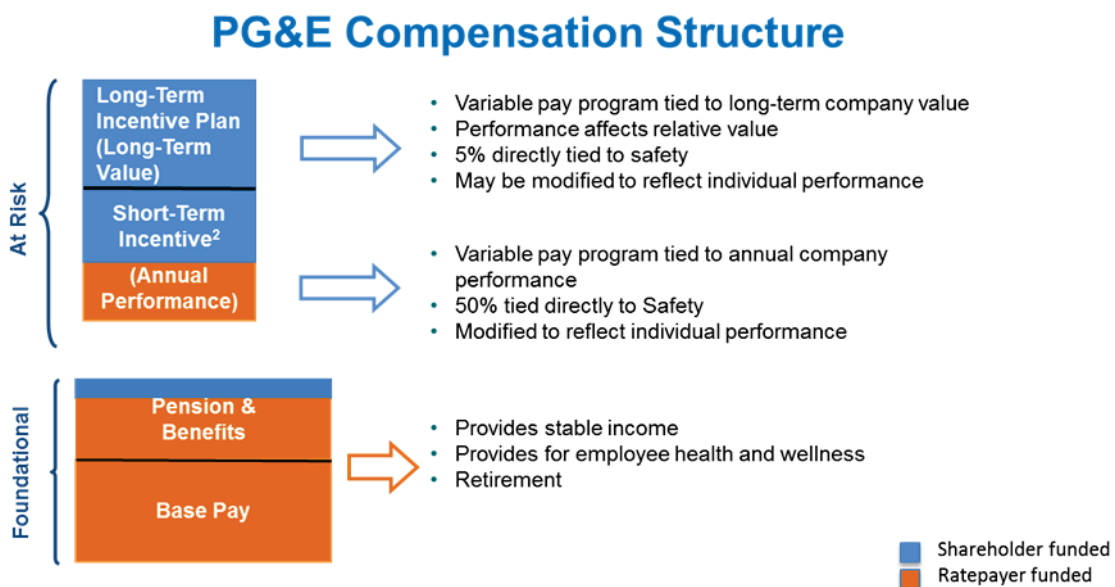 PG&E Compensation Structure
At Risk
Long-Term
Incentive Plan
(Long-Term
Value)
Short-Term
Incentive²
(Annual
Performance)
• Variable pay program tied to long-term company value
• Performance affects relative value
• 5% directly tied to safety
• May be modified to reflect individual performance
• Variable pay program tied to annual company
performance
• 50% tied directly to Safety
• Modified to reflect individual performance
Foundational
Pension &
Benefits
Base Pay
• Provides stable income
• Provides for employee health and wellness
• Retirement
Shareholder funded
Ratepayer funded